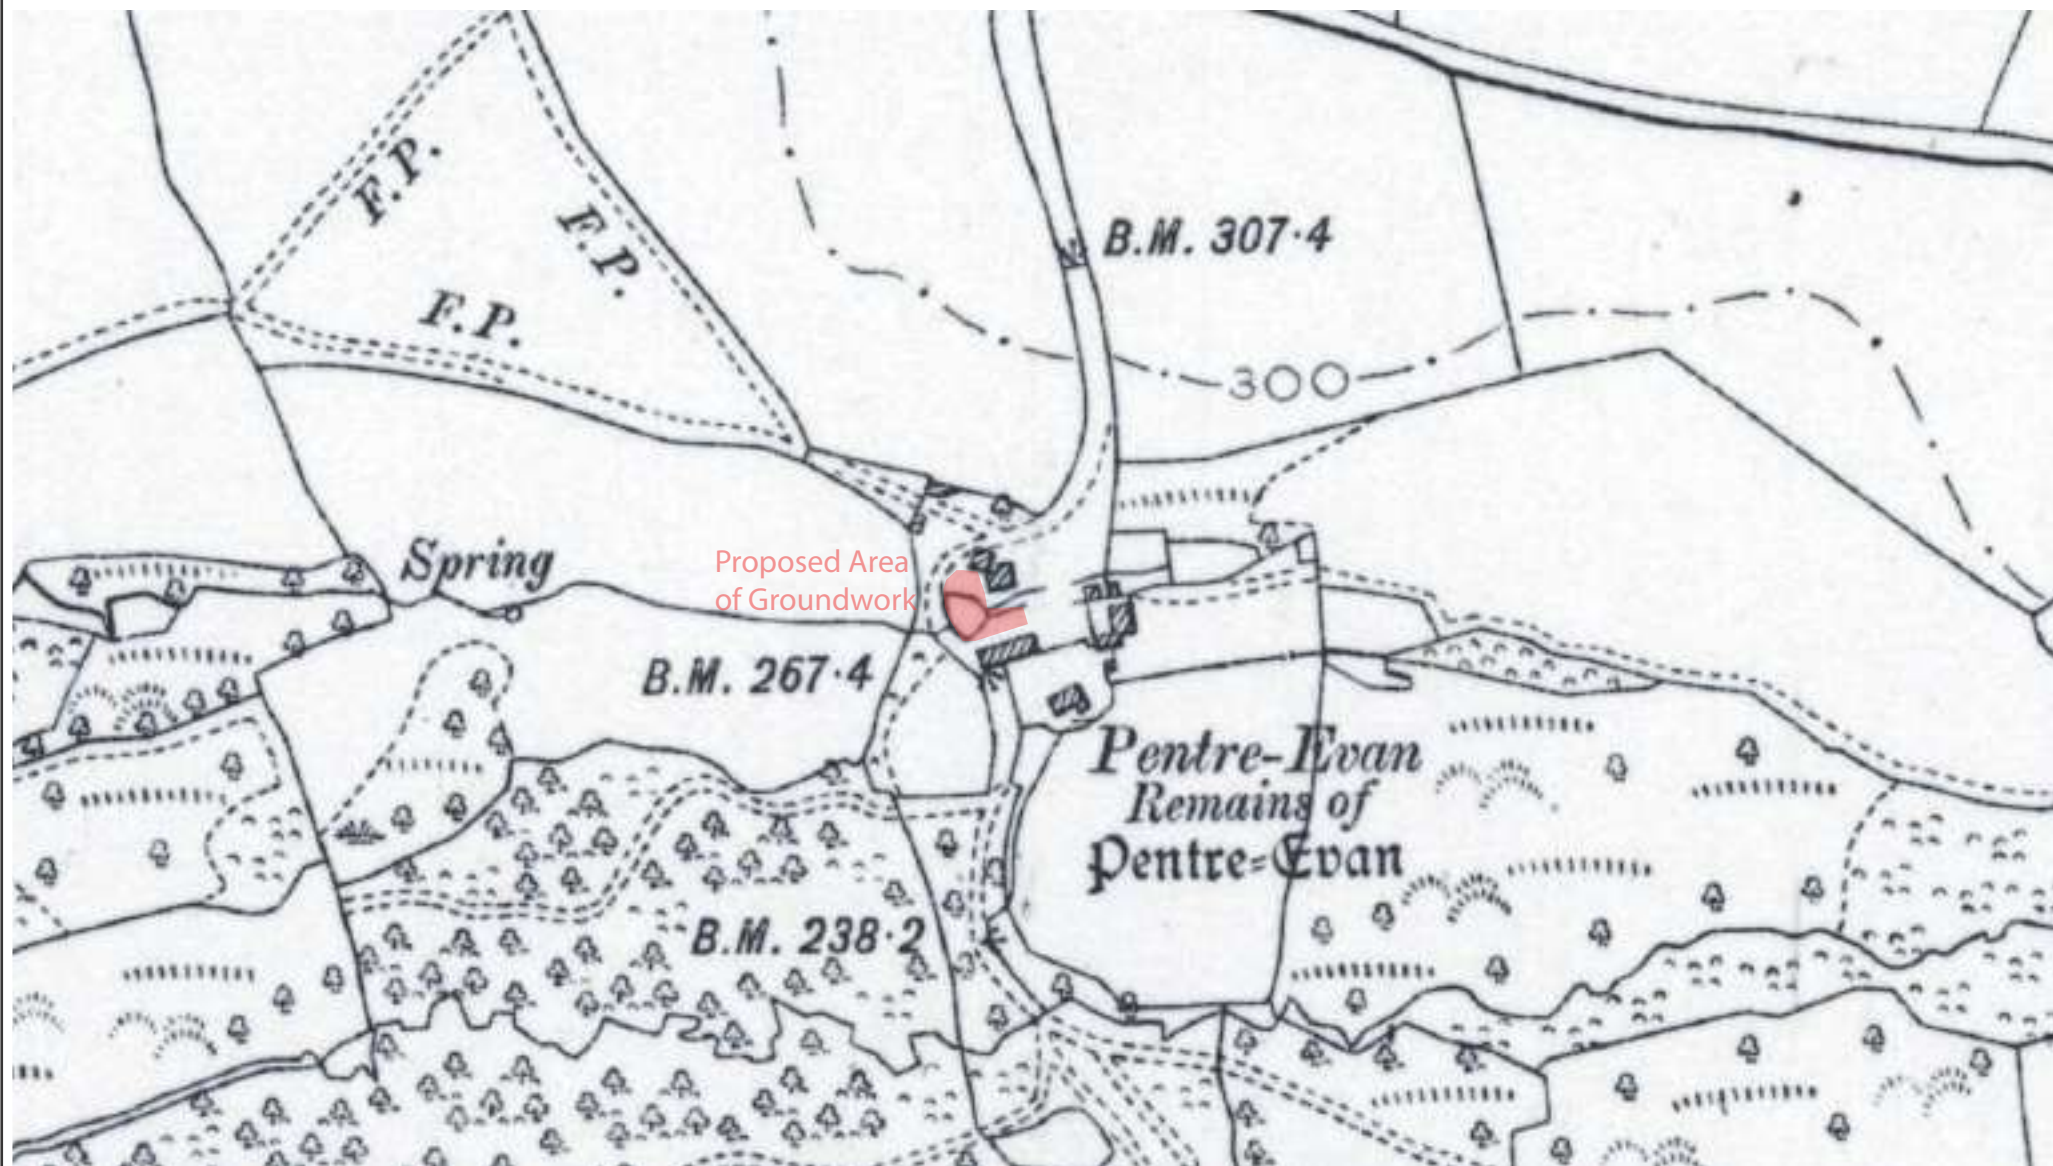 F.P.
F.P.
B.M. 307·4
F.P.
300
Spring
Proposed Area
of Groundwork
B.M. 267·4
Pentre-Evan
Remains of
Pentre=Evan
B.M. 238·2